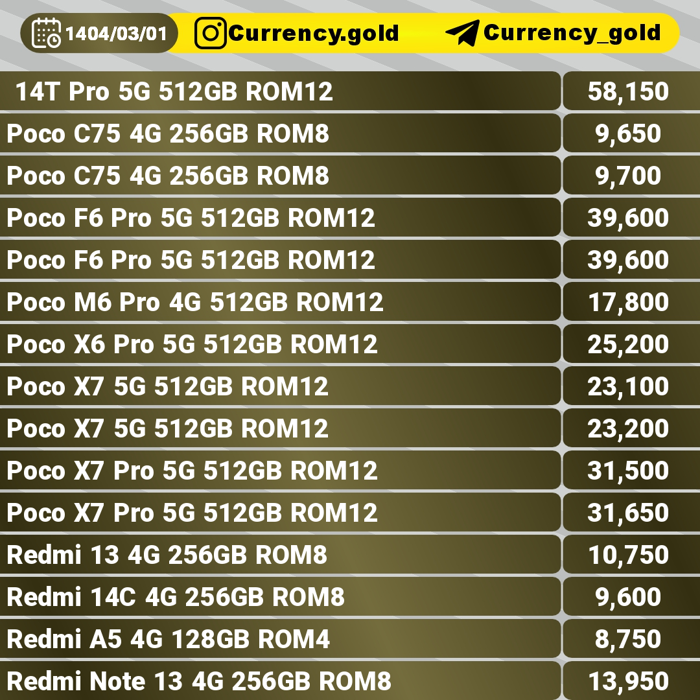 1404/03/01 Currency.gold Currency_gold
14T Pro 5G 512GB ROM12 58,150
Poco C75 4G 256GB ROM8 9,650
Poco C75 4G 256GB ROM8 9,700
Poco F6 Pro 5G 512GB ROM12 39,600
Poco F6 Pro 5G 512GB ROM12 39,600
Poco M6 Pro 4G 512GB ROM12 17,800
Poco X6 Pro 5G 512GB ROM12 25,200
Poco X7 5G 512GB ROM12 23,100
Poco X7 5G 512GB ROM12 23,200
Poco X7 Pro 5G 512GB ROM12 31,500
Poco X7 Pro 5G 512GB ROM12 31,650
Redmi 13 4G 256GB ROM8 10,750
Redmi 14C 4G 256GB ROM8 9,600
Redmi A5 4G 128GB ROM4 8,750
Redmi Note 13 4G 256GB ROM8 13,950